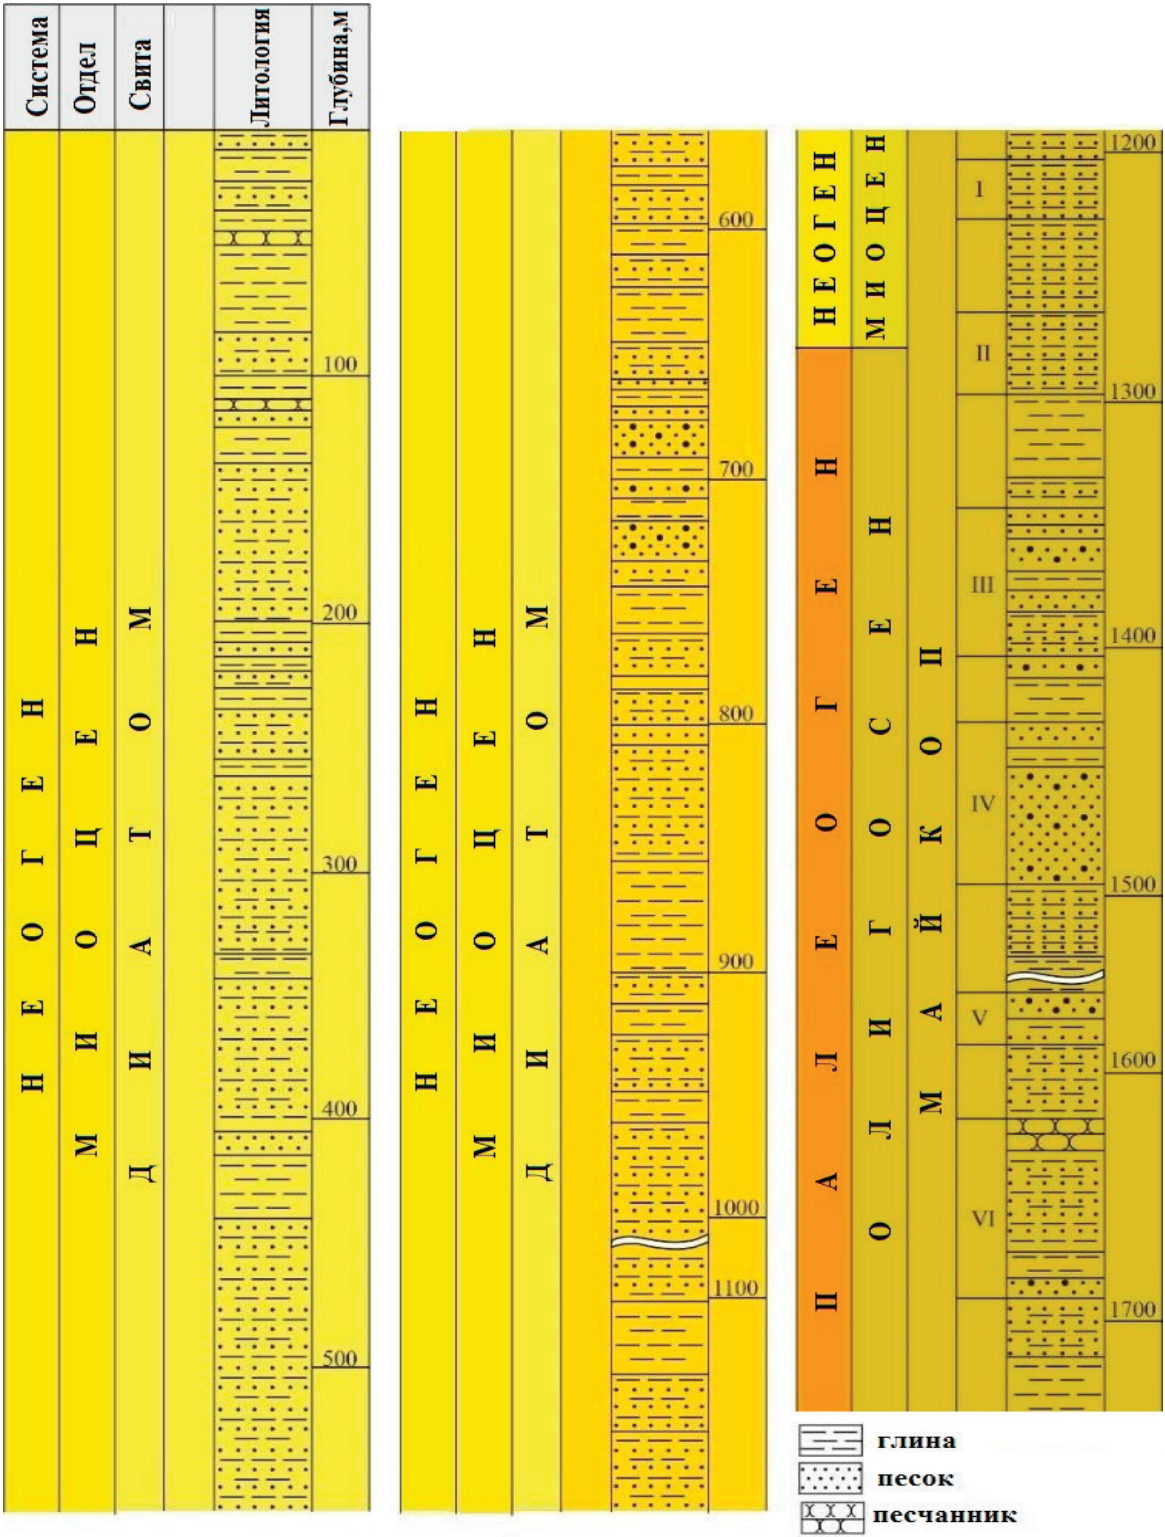 Система
Отдел
Свита
Литология
Глубина,м
НЕОГЕН
МИОЦЕН
ДИАТОМ
100
200
300
400
500
НЕОГЕН
МИОЦЕН
ДИАТОМ
600
700
800
900
1000
1100
НЕОГЕН
МИОЦЕН
ПАЛЕОГЕН
ОЛИГОСЕН
МАЙКОП
I
II
III
IV
V
VI
1200
1300
1400
1500
1600
1700
глина
песок
песчанник